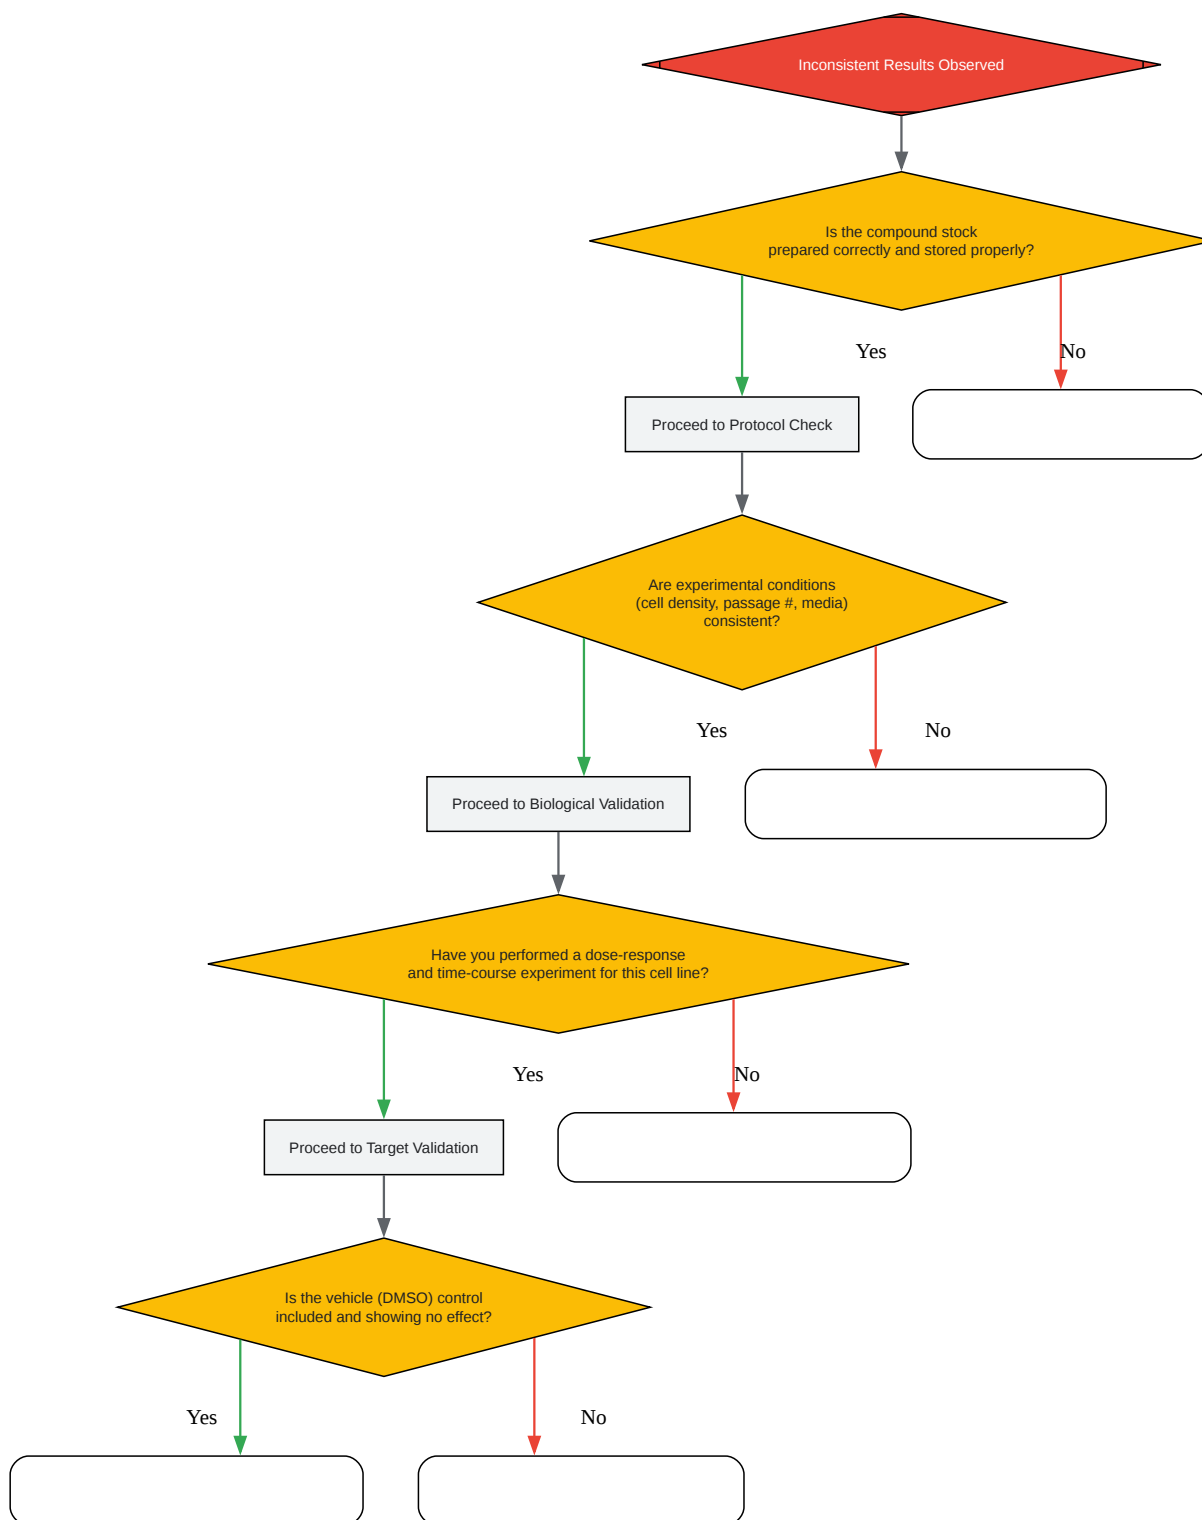 Inconsistent Results Observed
Is the compound stock
prepared correctly and stored properly?
Yes
No
Proceed to Protocol Check
Are experimental conditions
(cell density, passage #, media)
consistent?
Yes
No
Proceed to Biological Validation
Have you performed a dose-response
and time-course experiment for this cell line?
Yes
No
Proceed to Target Validation
Is the vehicle (DMSO) control
included and showing no effect?
Yes
No